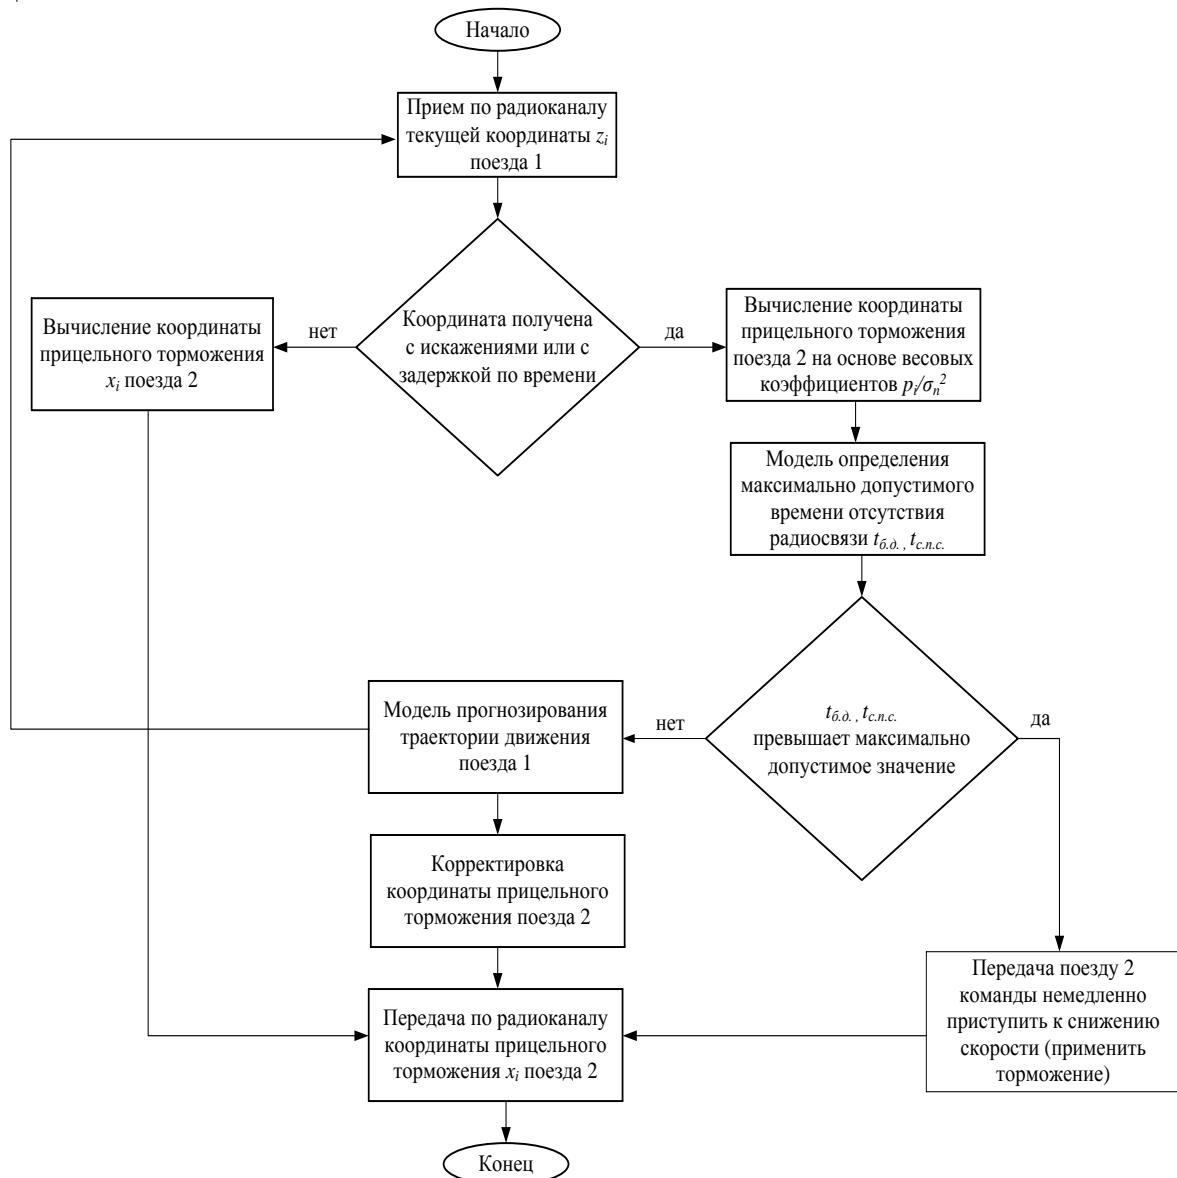 Начало
Прием по радиоканалу
текущей координаты zᵢ
поезда 1
Координата получена
с искажениями или с
задержкой по времени
нет
да
Вычисление координаты
прицельного торможения
xᵢ поезда 2
Вычисление координаты
прицельного торможения
поезда 2 на основе весовых
коэффициентов pᵢ/σₙ²
Модель определения
максимально допустимого
времени отсутствия
радиосвязи t_б.д. , t_с.п.с.
t_б.д. , t_с.п.с.
превышает максимально
допустимое значение
нет
да
Модель прогнозирования
траектории движения
поезда 1
Корректировка
координаты прицельного
торможения поезда 2
Передача поезду 2
команды немедленно
приступить к снижению
скорости (применить
торможение)
Передача по радиоканалу
координаты прицельного
торможения xᵢ поезда 2
Конец